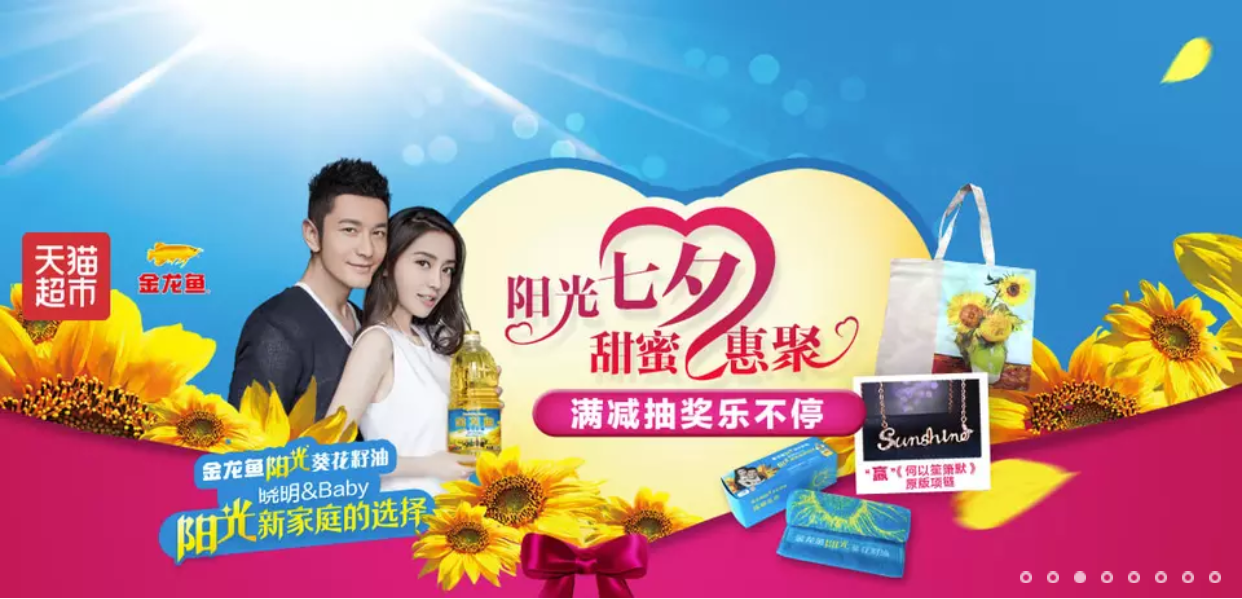 天猫
超市
金龙鱼
阳光七夕
甜蜜惠聚
满减抽奖乐不停
Sunshine
“赢”《何以笙箫默》
原版项链
金龙鱼阳光葵花籽油
晓明&Baby
阳光新家庭的选择